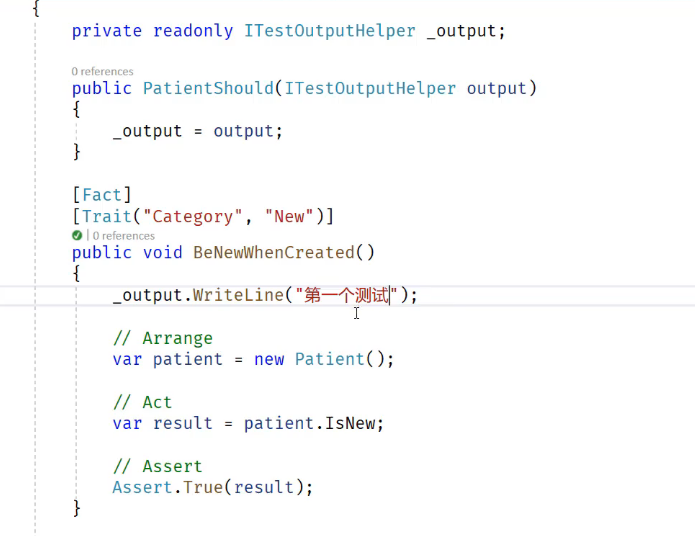 {
private readonly ITestOutputHelper _output;
0 references
public PatientShould(ITestOutputHelper output)
{
_output = output;
}
[Fact]
[Trait("Category", "New")]
| 0 references
public void BeNewWhenCreated()
{
_output.WriteLine("第一个测试");
// Arrange
var patient = new Patient();
// Act
var result = patient.IsNew;
// Assert
Assert.True(result);
}